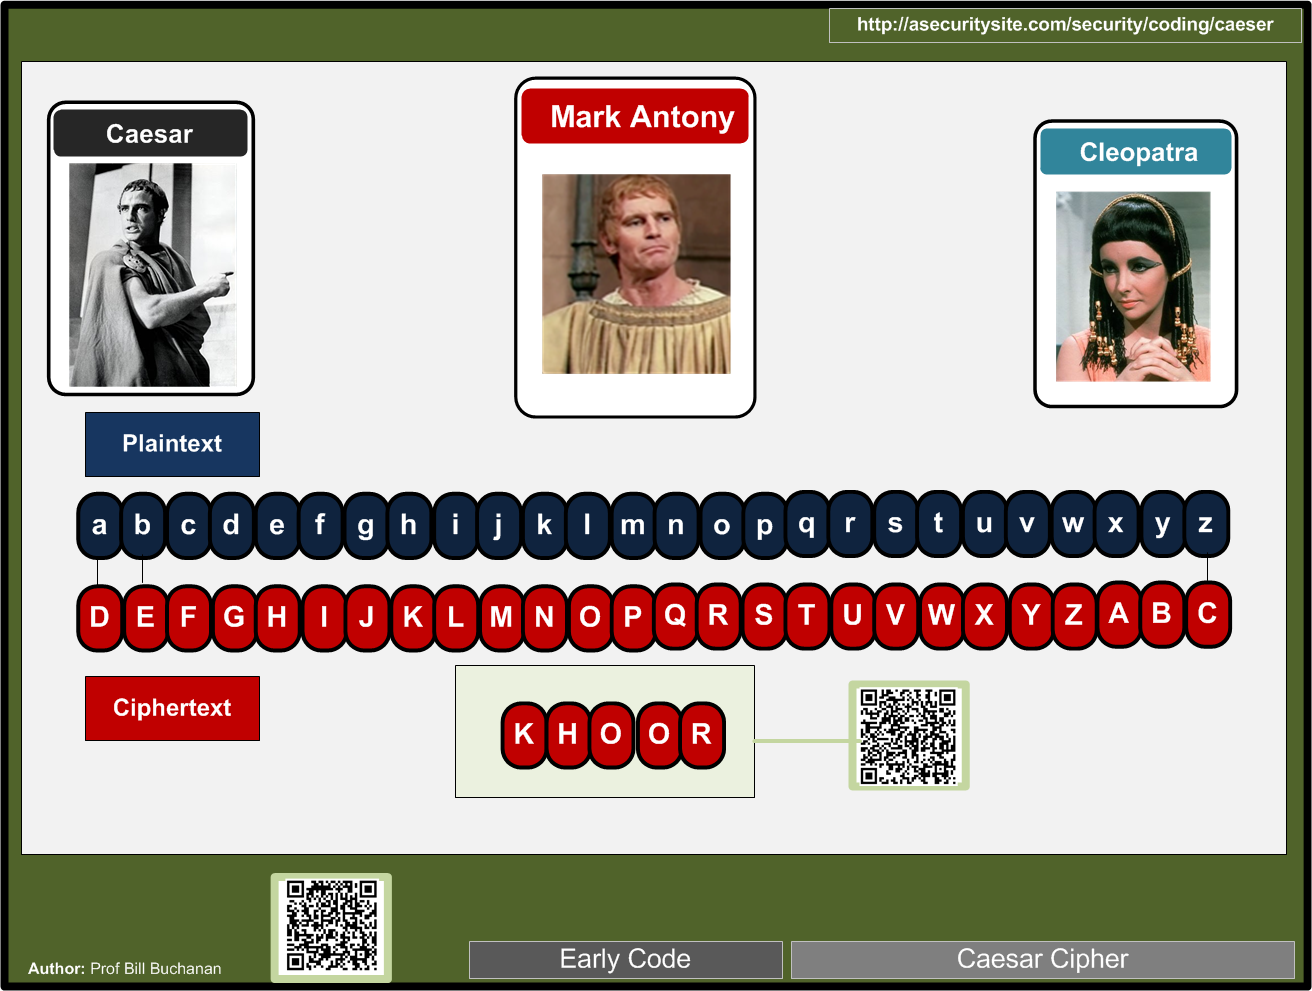 http://asecuritysite.com/security/coding/caeser
Caesar
Mark Antony
Cleopatra
Plaintext
a b c d e f g h i j k l m n o p q r s t u v w x y z
D E F G H I J K L M N O P Q R S T U V W X Y Z A B C
Ciphertext
K H O O R
Author: Prof Bill Buchanan
Early Code
Caesar Cipher